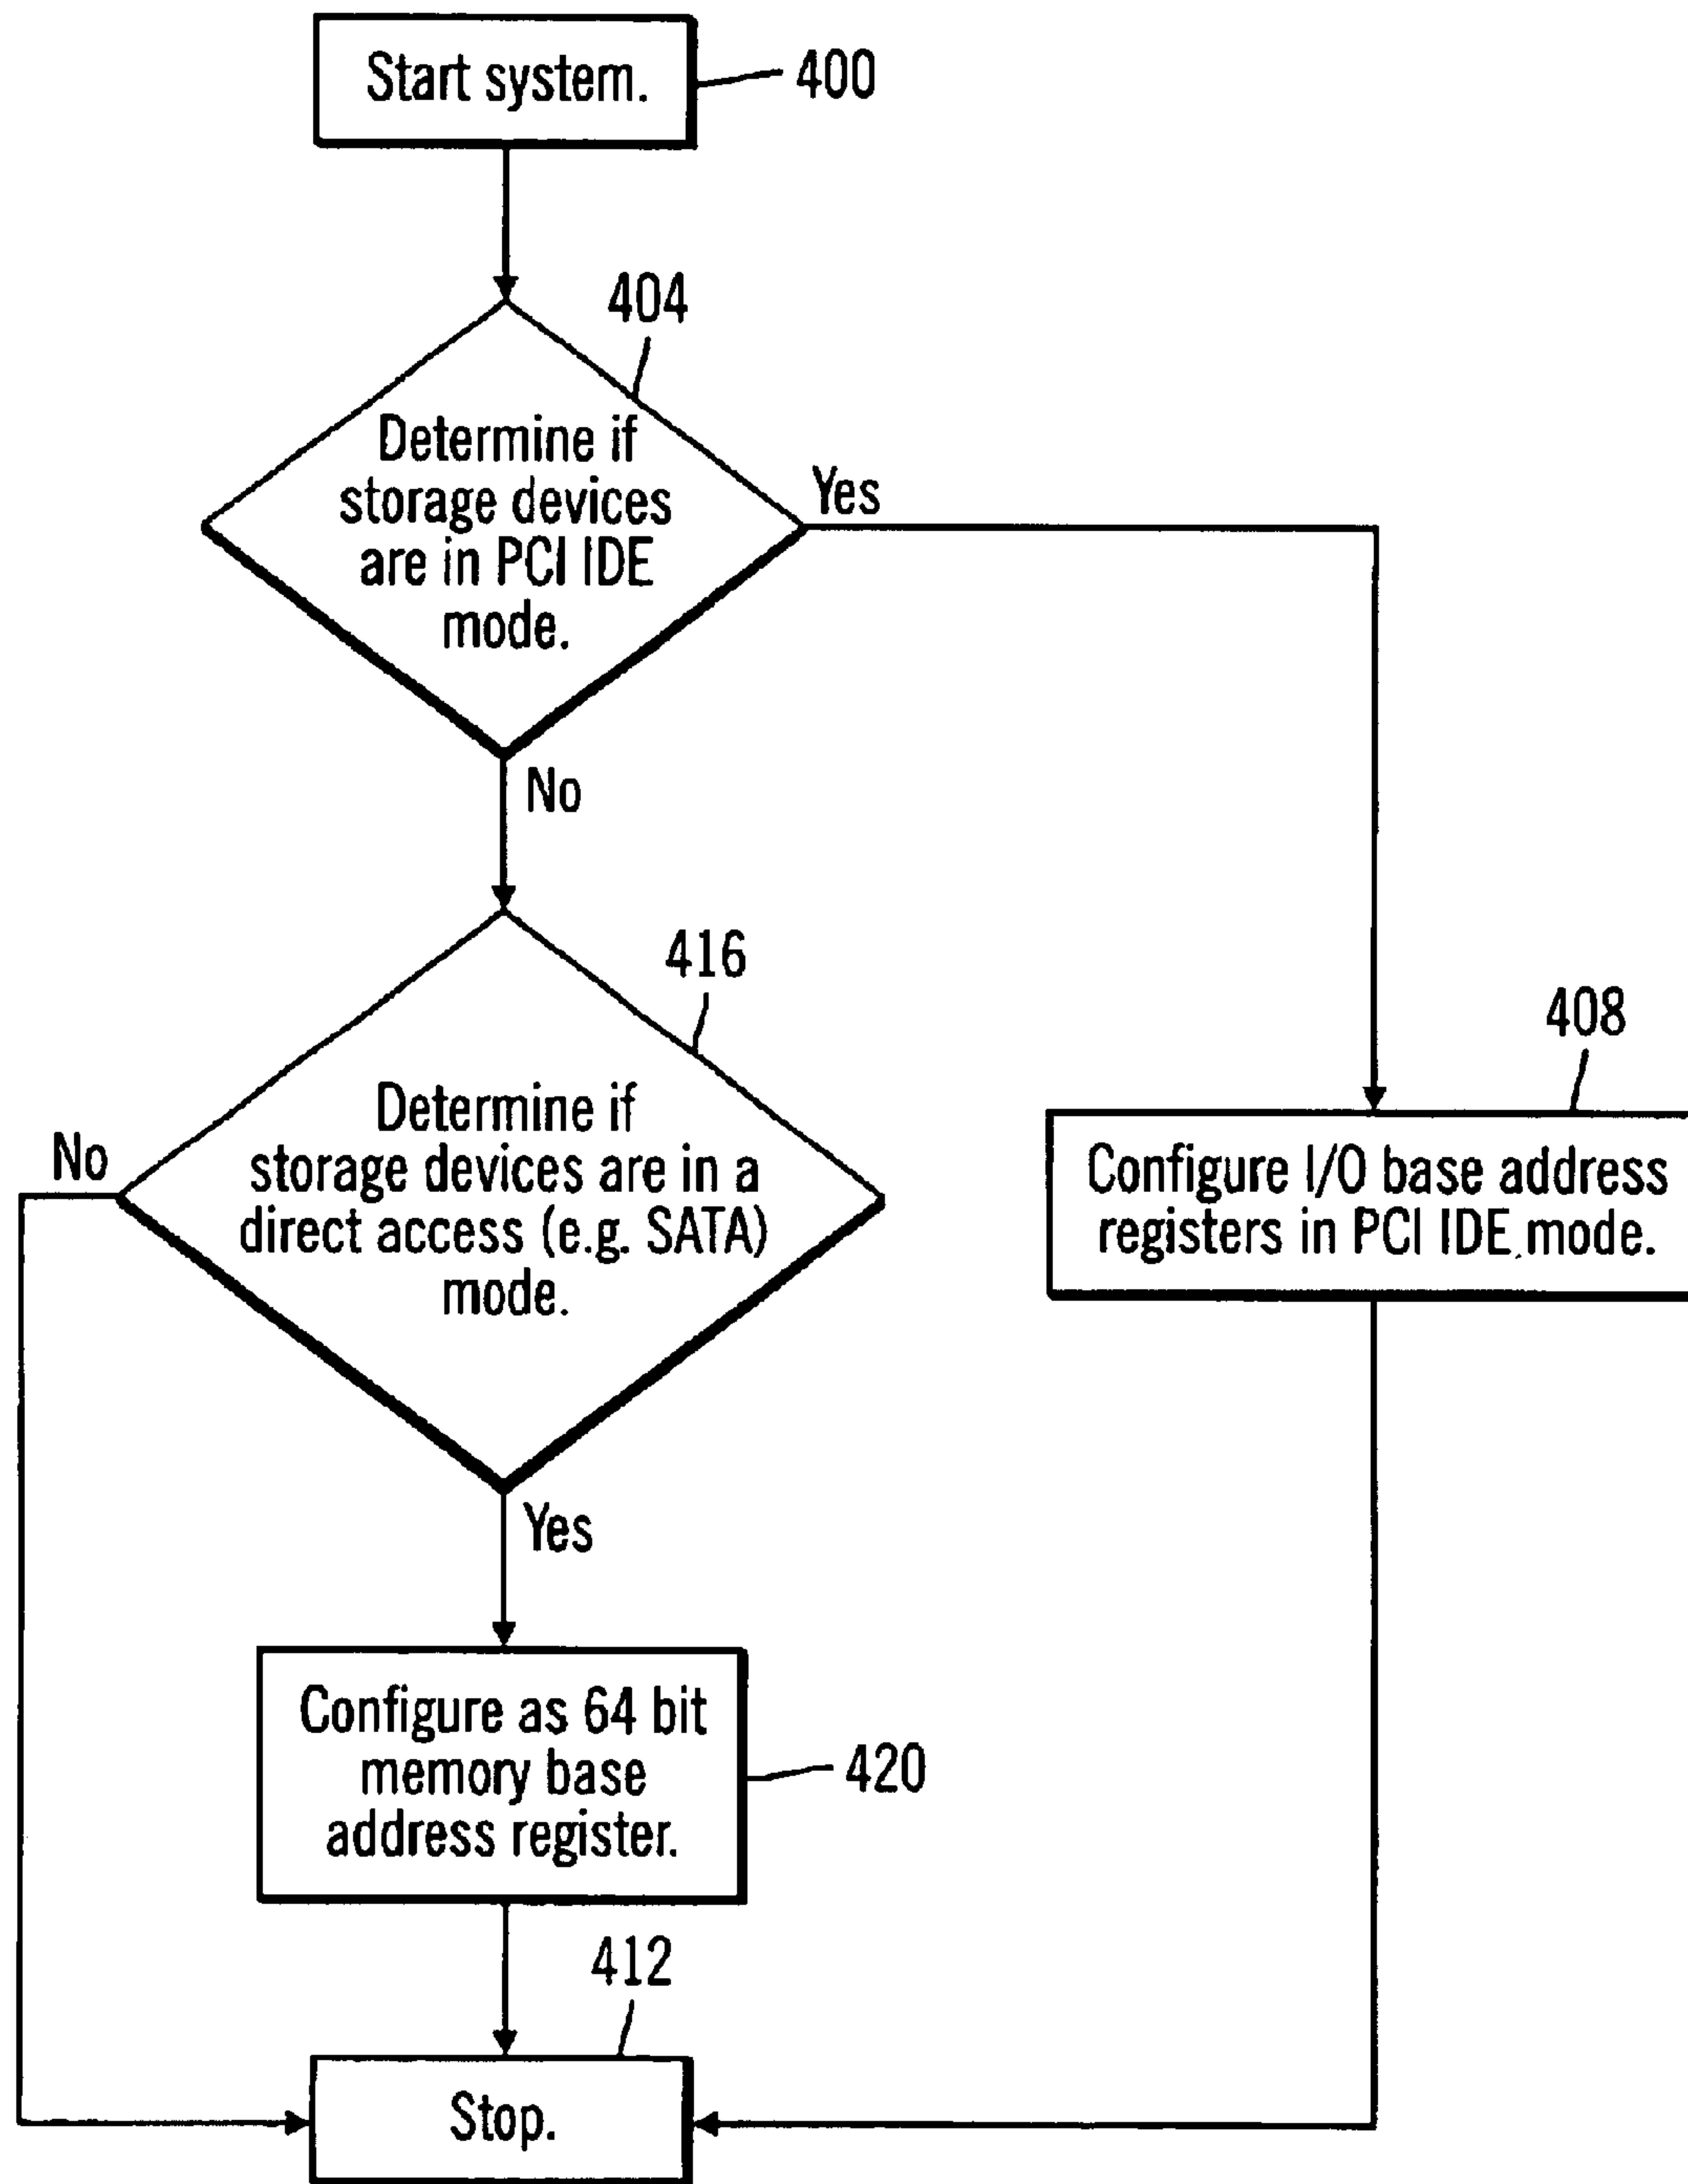 Start system.
400
404
Determine if
storage devices
are in PCI IDE
mode.
Yes
No
416
Determine if
storage devices are in a
direct access (e.g. SATA)
mode.
No
Yes
408
Configure I/O base address
registers in PCI IDE mode.
Configure as 64 bit
memory base
address register.
420
412
Stop.